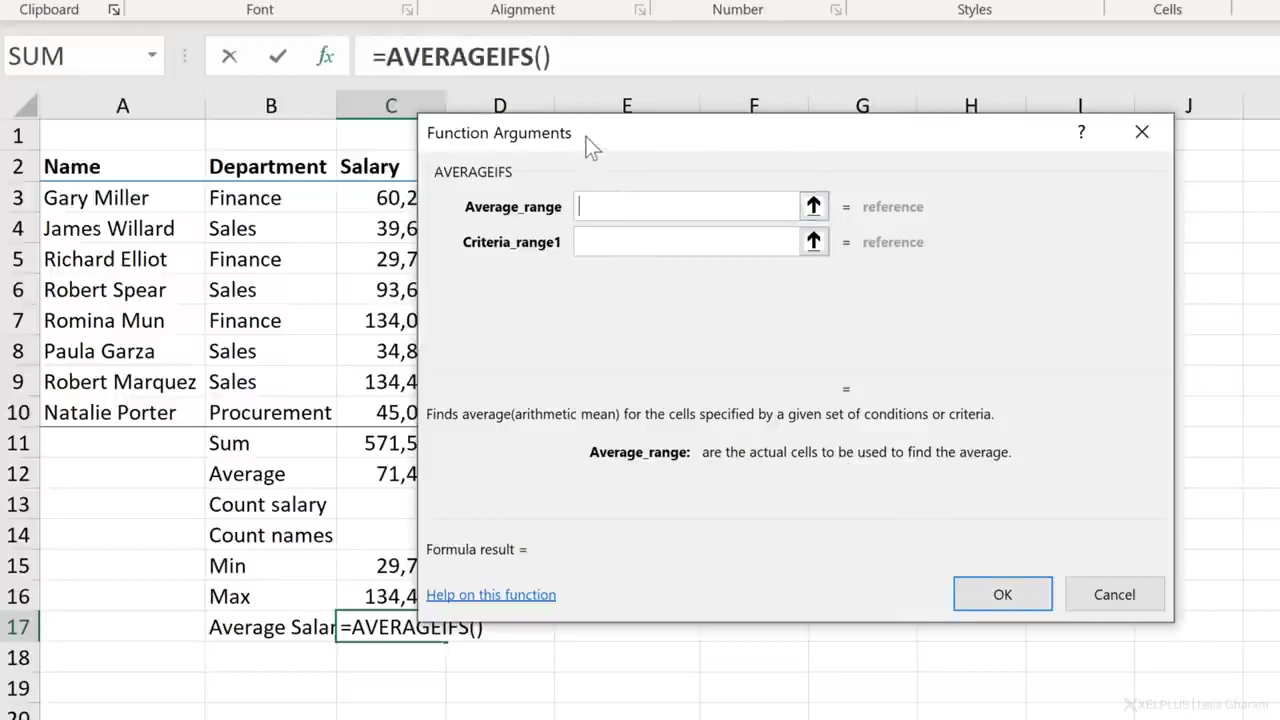 Clipboard Font Alignment Number Styles Cells
SUM fx =AVERAGEIFS()
A B C D E F G H I J
1 Function Arguments ? 
2 Name Department Salary AVERAGEIFS
3 Gary Miller Finance 60,2 Average_range = reference
4 James Willard Sales 39,6 Criteria_range1 = reference
5 Richard Elliot Finance 29,7
6 Robert Spear Sales 93,6
7 Romina Mun Finance 134,0
8 Paula Garza Sales 34,8
9 Robert Marquez Sales 134,4 =
10 Natalie Porter Procurement 45,0 Finds average(arithmetic mean) for the cells specified by a given set of conditions or criteria.
11 Sum 571,5 Average_range: are the actual cells to be used to find the average.
12 Average 71,4
13 Count salary
14 Count names Formula result =
15 Min 29,7
16 Max 134,4 Help on this function OK Cancel
17 Average Salar =AVERAGEIFS()
18
19
20
XELPLUS | Leila Gharani